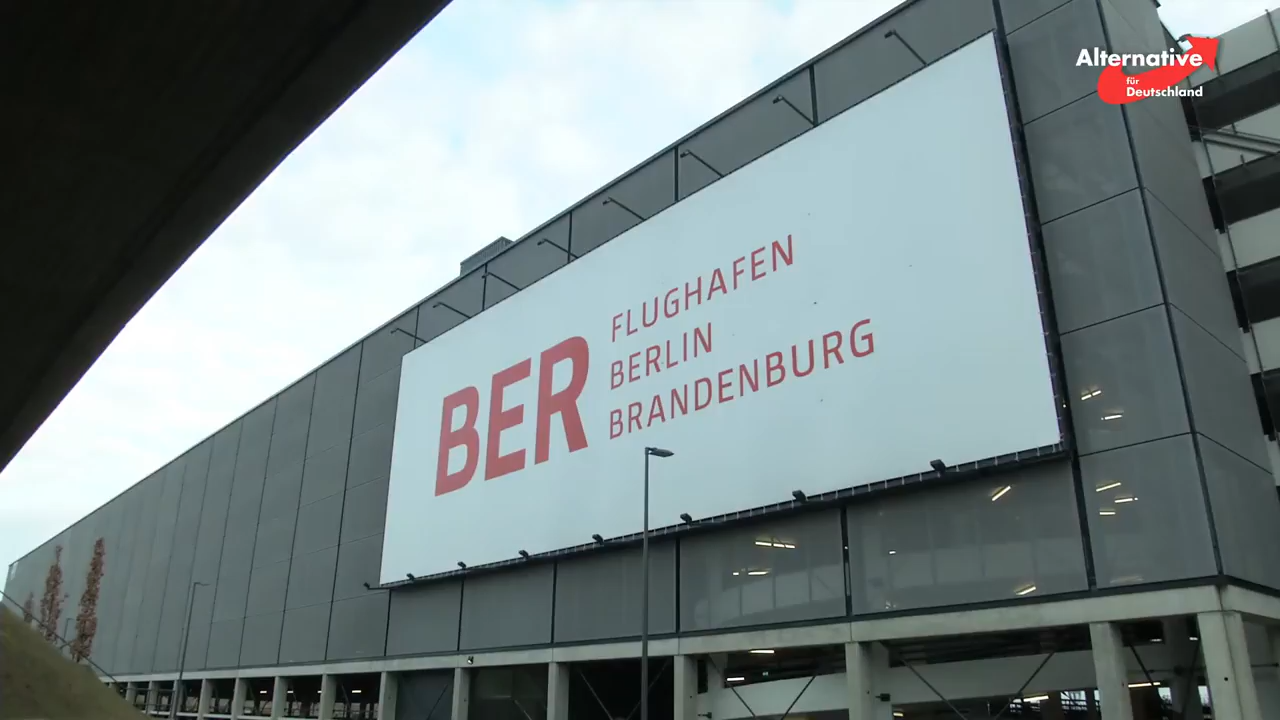 Alternative
für
Deutschland
BER
FLUGHAFEN
BERLIN
BRANDENBURG